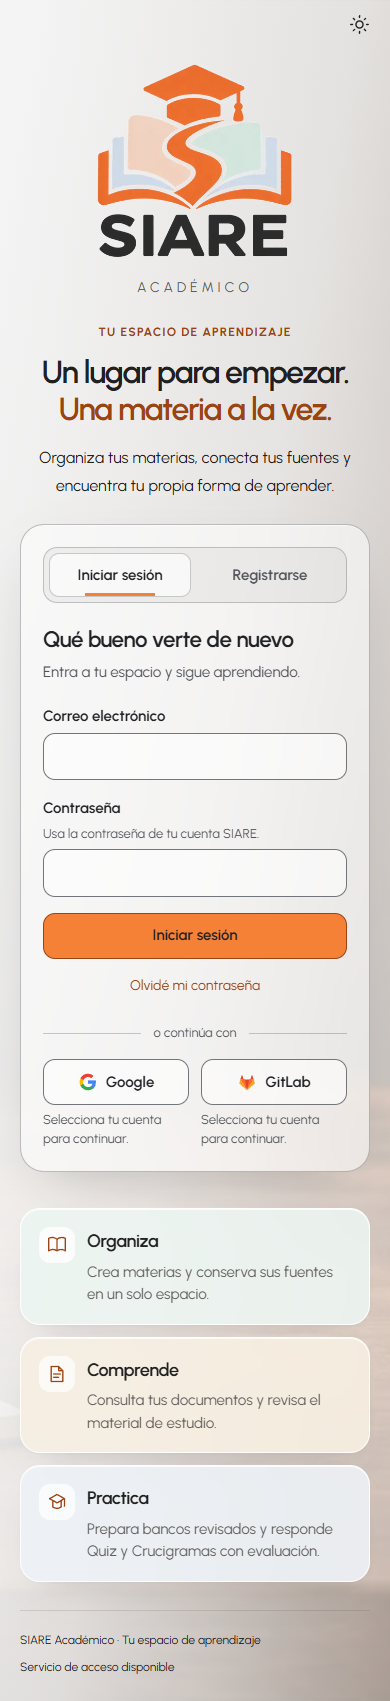 SIARE
ACADÉMICO
TU ESPACIO DE APRENDIZAJE
Un lugar para empezar.
Una materia a la vez.
Organiza tus materias, conecta tus fuentes y
encuentra tu propia forma de aprender.
Iniciar sesión
Registrarse
Qué bueno verte de nuevo
Entra a tu espacio y sigue aprendiendo.
Correo electrónico
Contraseña
Usa la contraseña de tu cuenta SIARE.
Iniciar sesión
Olvidé mi contraseña
o continúa con
Google
GitLab
Selecciona tu cuenta
para continuar.
Selecciona tu cuenta
para continuar.
Organiza
Crea materias y conserva sus fuentes
en un solo espacio.
Comprende
Consulta tus documentos y revisa el
material de estudio.
Practica
Prepara bancos revisados y responde
Quiz y Crucigramas con evaluación.
SIARE Académico · Tu espacio de aprendizaje
Servicio de acceso disponible